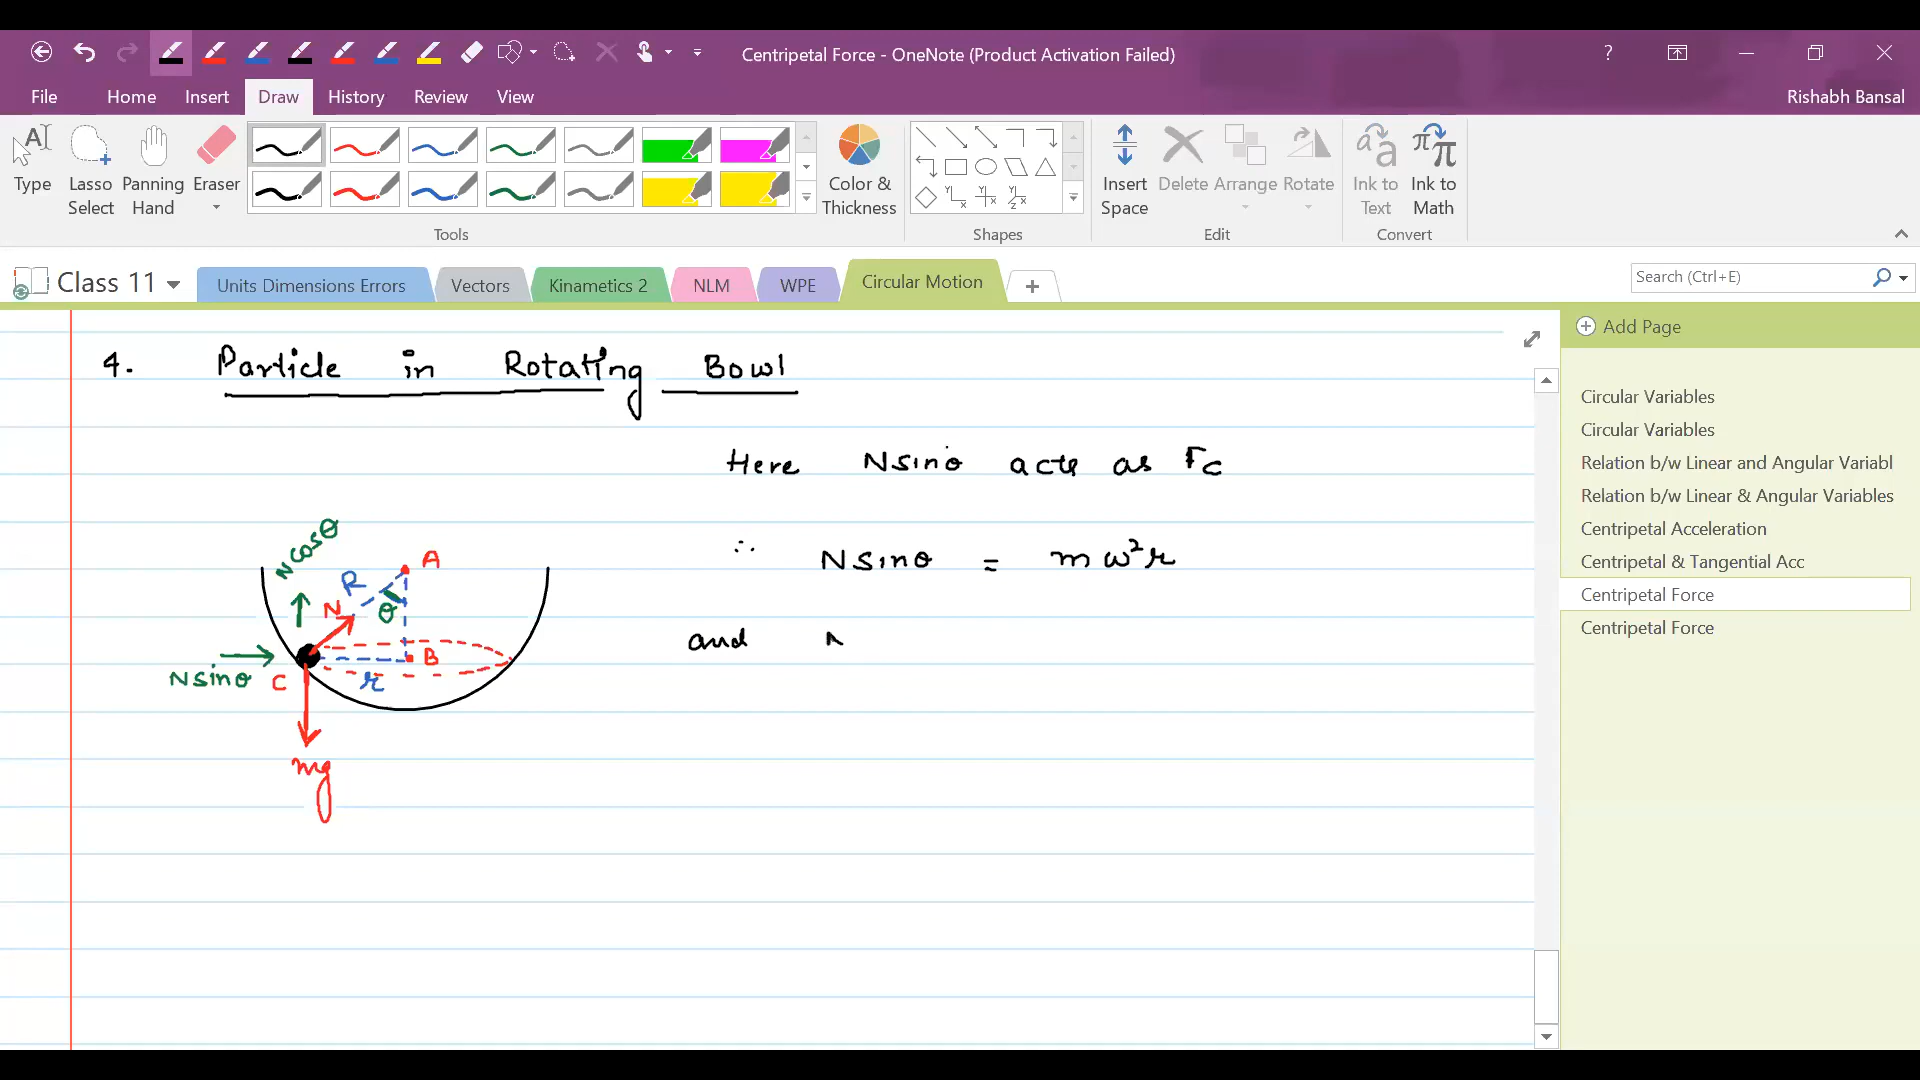 Centripetal Force - OneNote (Product Activation Failed)
?
File Home Insert Draw History Review View Rishabh Bansal
Type
Lasso Select
Panning Hand
Eraser
Color & Thickness
Insert Space
Delete Arrange Rotate
Ink to Text
Ink to Math
Tools Shapes Edit Convert
Class 11 Units Dimensions Errors Vectors Kinametics 2 NLM WPE Circular Motion + Search (Ctrl+E)
Add Page
Circular Variables
Circular Variables
Relation b/w Linear and Angular Variabl
Relation b/w Linear & Angular Variables
Centripetal Acceleration
Centripetal & Tangential Acc
Centripetal Force
Centripetal Force
4. Particle in Rotating Bowl
Here Nsinθ acts as Fc
∴ Nsinθ = mω²r
and
N cosθ
A
R
N
θ
B
Nsinθ
C
r
mg